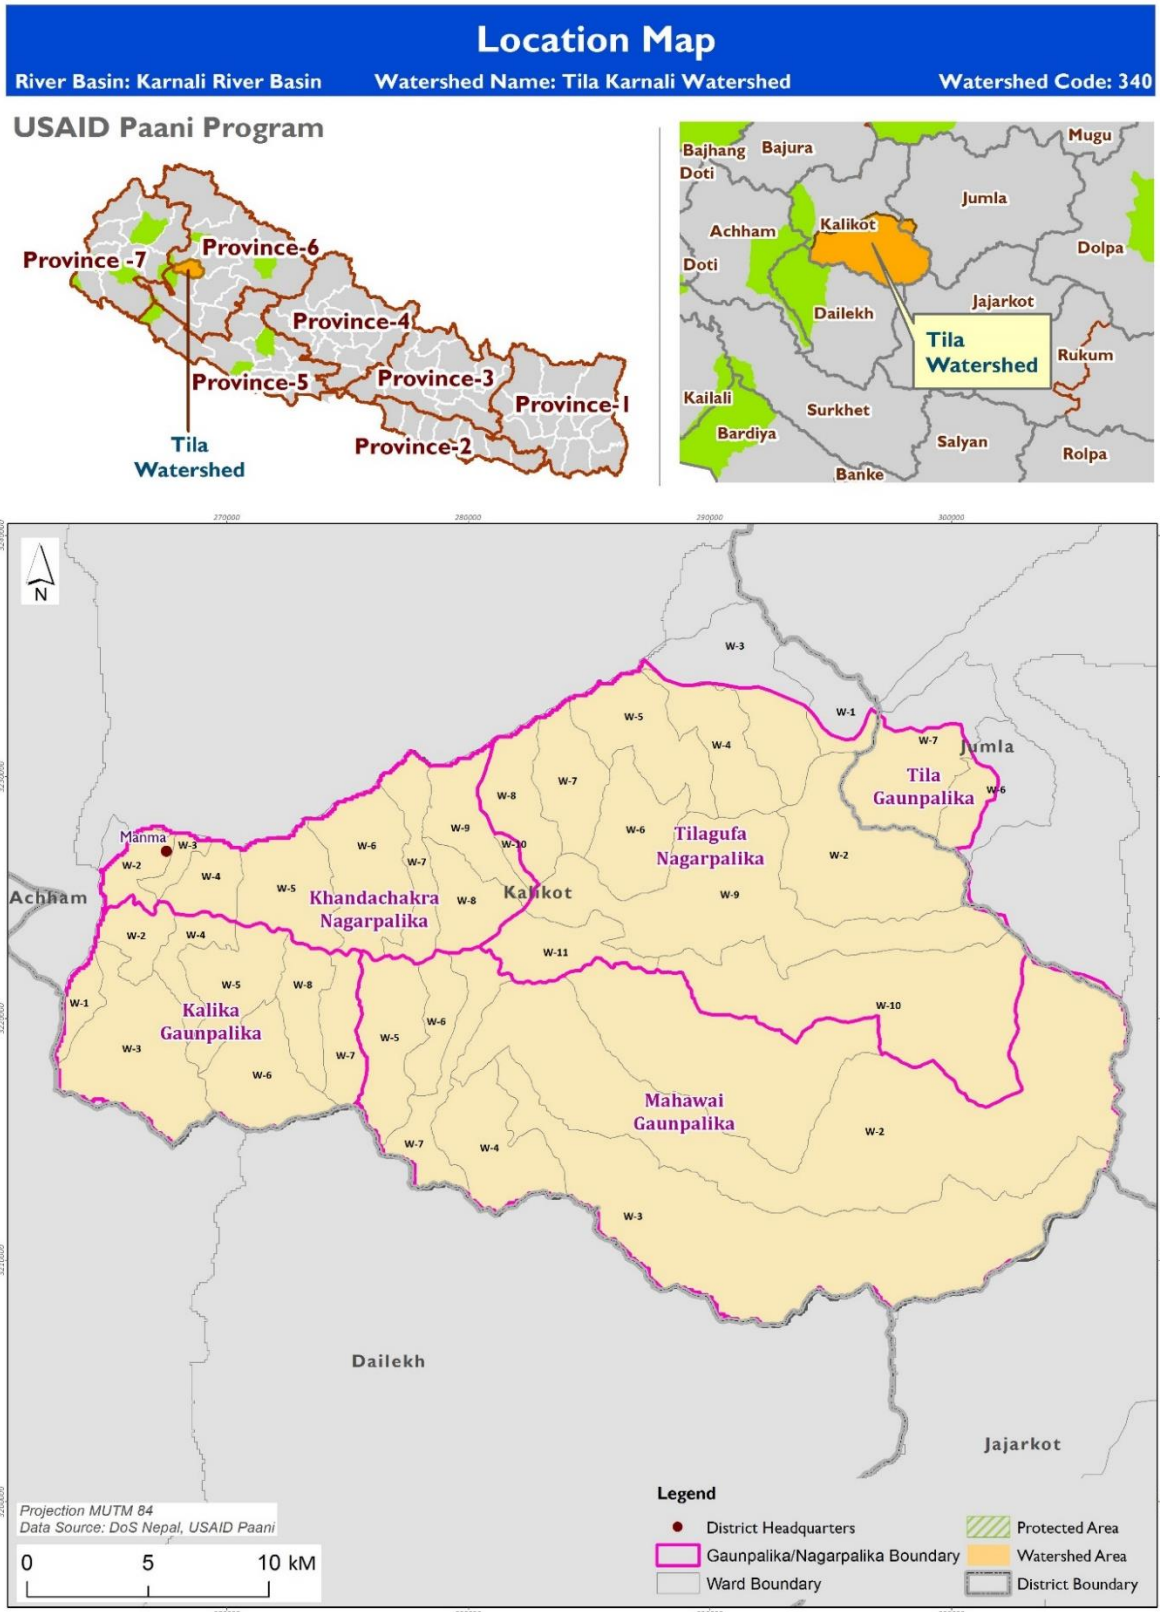 Location Map
River Basin: Karnali River Basin Watershed Name: Tila Karnali Watershed Watershed Code: 340
USAID Paani Program
Province -7
Province-6
Province-4
Province-5
Province-3
Province-1
Province-2
Tila
Watershed
Mugu
Bajhang
Bajura
Doti
Jumla
Kalikot
Achham
Dolpa
Doti
Jajarkot
Dailekh
Tila
Watershed
Rukum
Kailali
Surkhet
Bardiya
Salyan
Rolpa
Banke
270000 280000 290000 300000
3240000
N
W-3
W-5
W-1
W-4
W-7
Jumla
Tila
Gaunpalika
W-6
3230000
W-7
W-8
W-9
W-6
Tilagufa
Nagarpalika
W-10
Manma
W-3
W-2
W-6
W-7
W-2
W-4
W-5
Khandachakra
Nagarpalika
W-8
Kalikot
W-9
Achham
W-2
W-4
W-11
W-5
W-8
W-1
Kalika
Gaunpalika
W-10
3220000
W-6
W-5
W-3
W-7
W-6
Mahawai
Gaunpalika
W-2
W-7
W-4
W-3
3210000
Dailekh
Jajarkot
3200000
Projection MUTM 84
Data Source: DoS Nepal, USAID Paani
0 5 10 kM
Legend
District Headquarters
Gaunpalika/Nagarpalika Boundary
Ward Boundary
Protected Area
Watershed Area
District Boundary